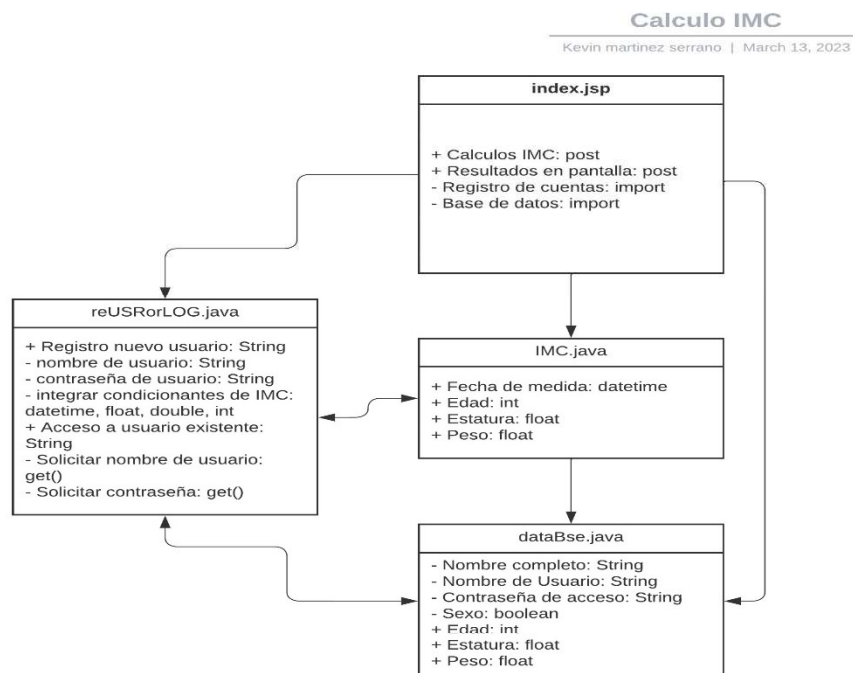 Calculo IMC
Kevin martinez serrano | March 13, 2023
index.jsp
+ Calculos IMC: post
+ Resultados en pantalla: post
- Registro de cuentas: import
- Base de datos: import
reUSRorLOG.java
+ Registro nuevo usuario: String
- nombre de usuario: String
- contraseña de usuario: String
- integrar condicionantes de IMC:
datetime, float, double, int
+ Acceso a usuario existente:
String
- Solicitar nombre de usuario:
get()
- Solicitar contraseña: get()
IMC.java
+ Fecha de medida: datetime
+ Edad: int
+ Estatura: float
+ Peso: float
dataBse.java
- Nombre completo: String
- Nombre de Usuario: String
- Contraseña de acceso: String
- Sexo: boolean
+ Edad: int
+ Estatura: float
+ Peso: float